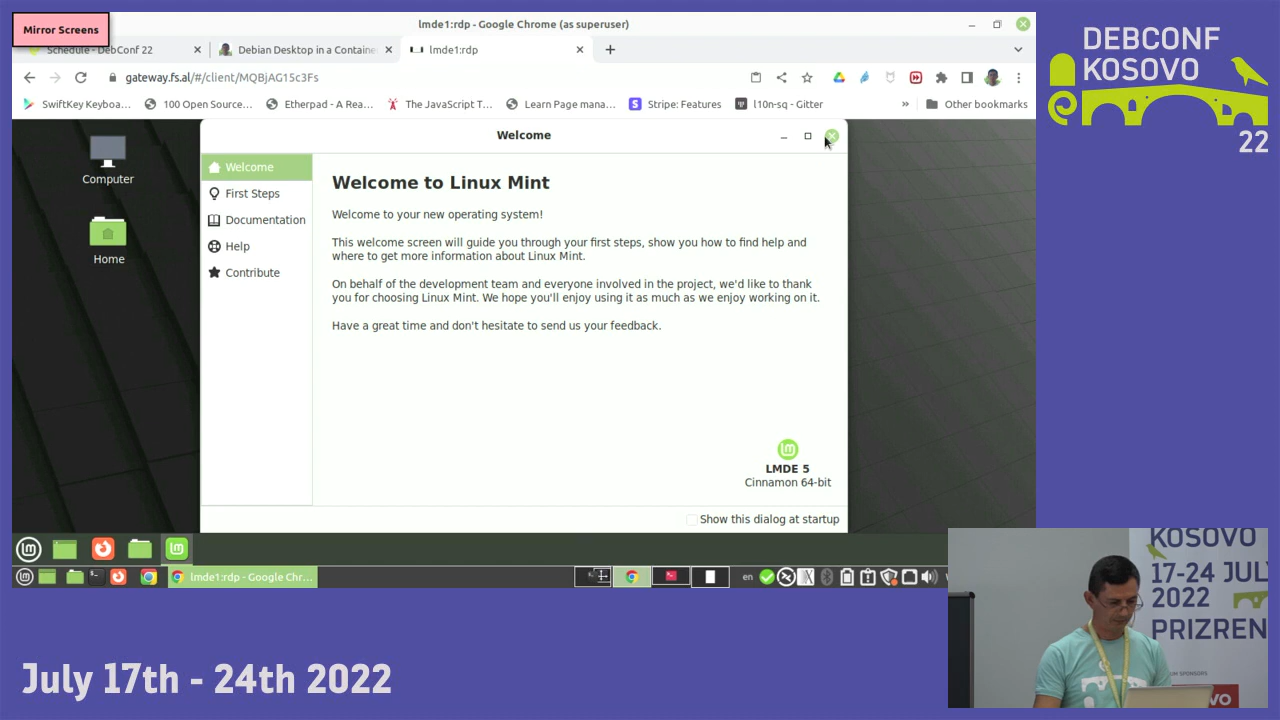 Mirror Screens
lmde1:rdp - Google Chrome (as superuser)
Schedule - DebConf 22
Debian Desktop in a Containe
lmde1:rdp
gateway.fs.al/#/client/MQBjAG15c3Fs
SwiftKey Keyboa...
100 Open Source...
Etherpad - A Rea...
The JavaScript T...
Learn Page mana...
Stripe: Features
l10n-sq - Gitter
»
Other bookmarks
Computer
Home
Welcome
Welcome
First Steps
Documentation
Help
Contribute
Welcome to Linux Mint
Welcome to your new operating system!
This welcome screen will guide you through your first steps, show you how to find help and
where to get more information about Linux Mint.
On behalf of the development team and everyone involved in the project, we'd like to thank
you for choosing Linux Mint. We hope you'll enjoy using it as much as we enjoy working on it.
Have a great time and don't hesitate to send us your feedback.
LMDE 5
Cinnamon 64-bit
Show this dialog at startup
lmde1:rdp - Google Chr...
en
DEBCONF
KOSOVO
22
KOSOVO
17-24 JUL
2022
PRIZREN
July 17th - 24th 2022